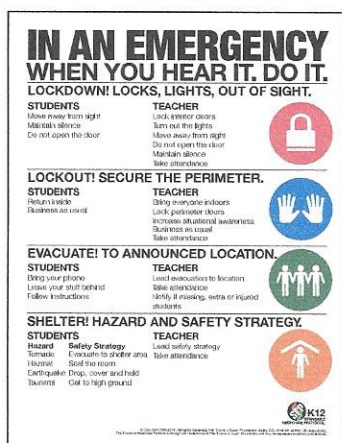 IN AN EMERGENCY
WHEN YOU HEAR IT. DO IT.
LOCKDOWN! LOCKS, LIGHTS, OUT OF SIGHT.
STUDENTS
Move away from sight
Maintain silence
Do not open the door
TEACHER
Lock interior doors
Turn out the lights
Move away from sight
Do not open the door
Maintain silence
Take attendance
LOCKOUT! SECURE THE PERIMETER.
STUDENTS
Return inside
Business as usual
TEACHER
Bring everyone indoors
Lock perimeter doors
Increase situational awareness
Business as usual
Take attendance
EVACUATE! TO ANNOUNCED LOCATION.
STUDENTS
Bring your phone
Leave your stuff behind
Follow instructions
TEACHER
Lead evacuation to location
Take attendance
Notify if missing, extra or injured
students
SHELTER! HAZARD AND SAFETY STRATEGY.
STUDENTS
Hazard Safety Strategy
Tornado Evacuate to shelter area
Hazmat Seal the room
Earthquake Drop, cover and hold
Tsunami Get to high ground
TEACHER
Lead safety strategy
Take attendance
K12
STANDARD
RESPONSE PROTOCOL